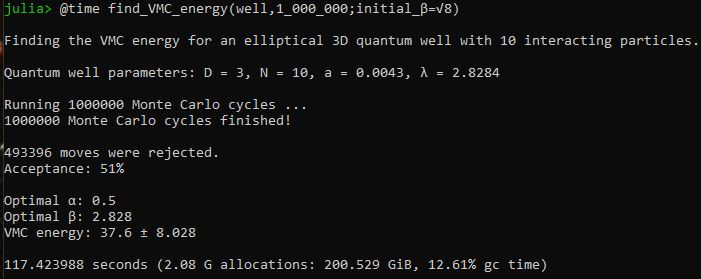 julia> @time find_VMC_energy(well,1_000_000;initial_β=√8)
Finding the VMC energy for an elliptical 3D quantum well with 10 interacting particles.
Quantum well parameters: D = 3, N = 10, a = 0.0043, λ = 2.8284
Running 1000000 Monte Carlo cycles ...
1000000 Monte Carlo cycles finished!
493396 moves were rejected.
Acceptance: 51%
Optimal α: 0.5
Optimal β: 2.828
VMC energy: 37.6 ± 8.028
117.423988 seconds (2.08 G allocations: 200.529 GiB, 12.61% gc time)